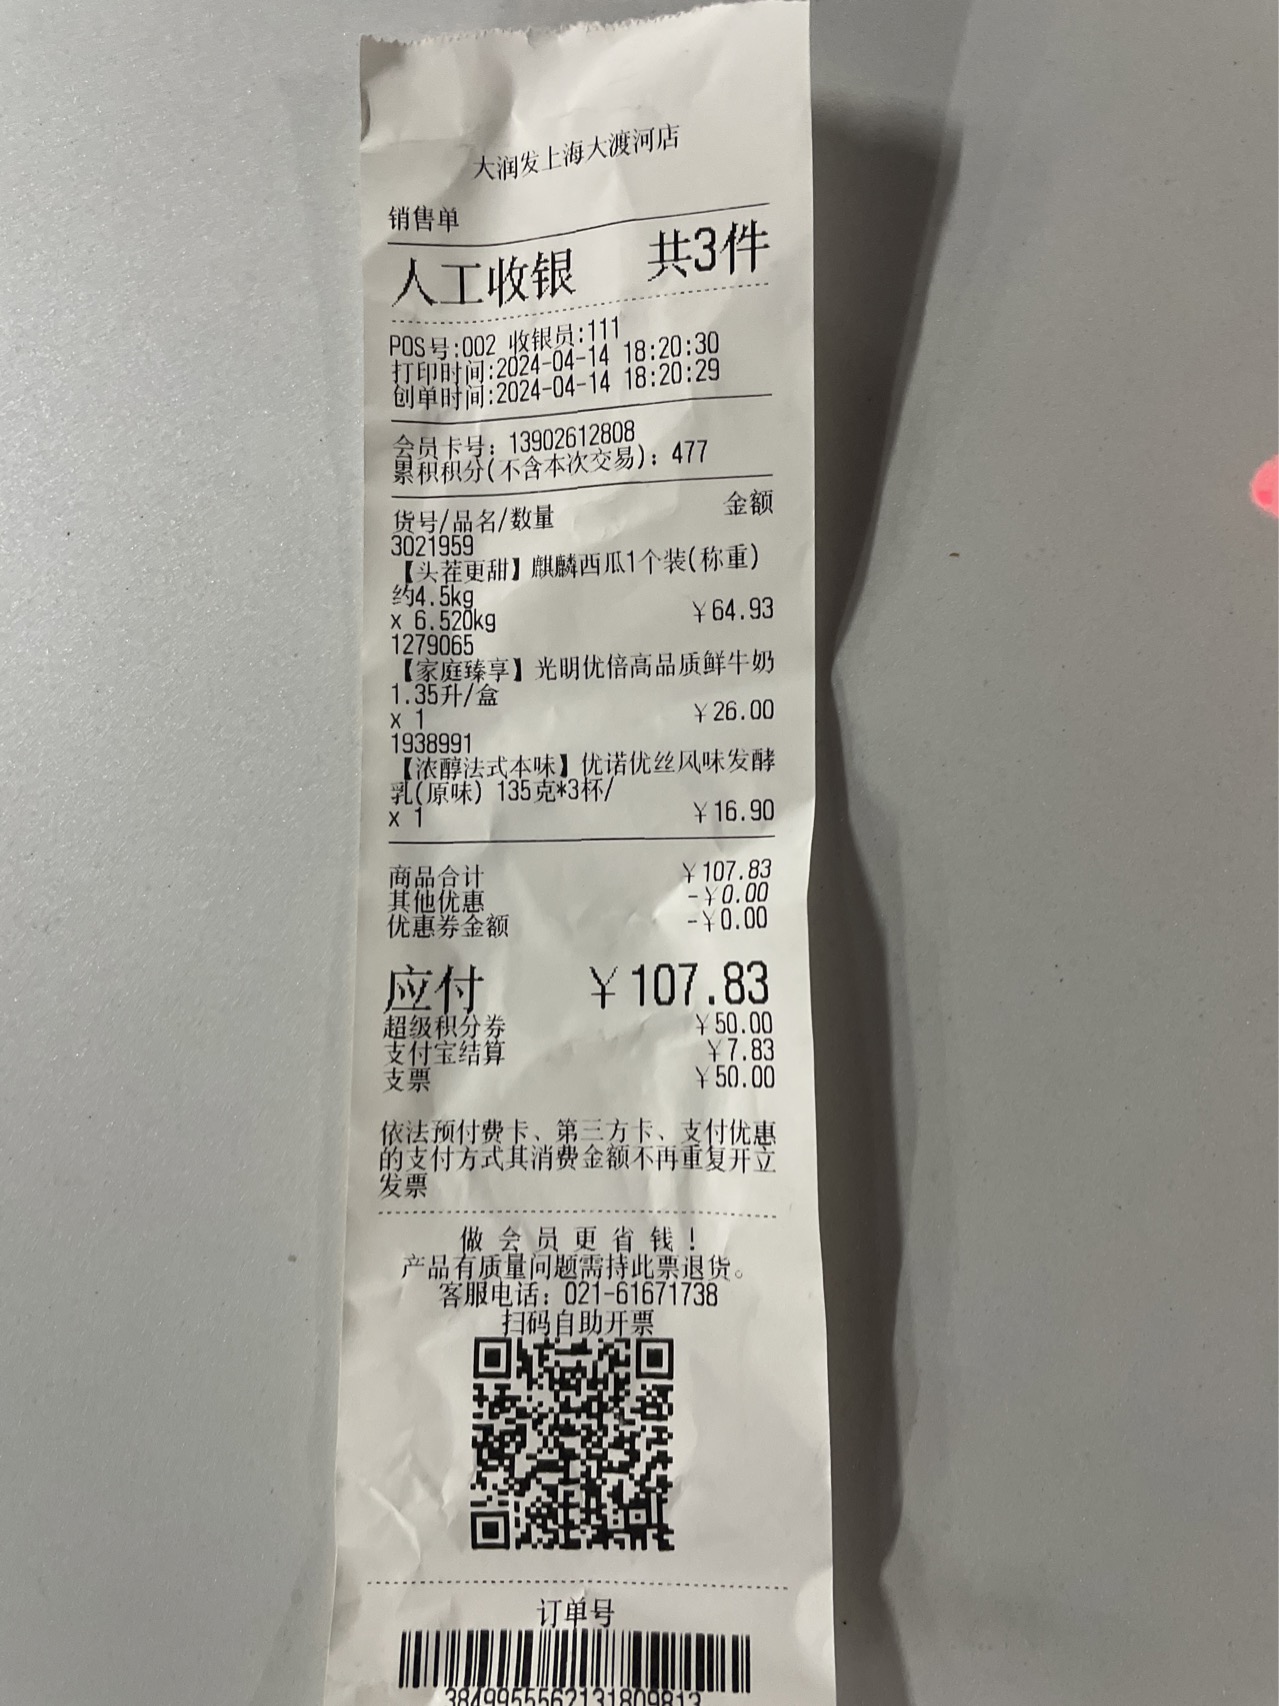 大润发上海大渡河店
销售单
人工收银 共3件
POS号:002 收银员:111
打印时间:2024-04-14 18:20:30
创单时间:2024-04-14 18:20:29
会员卡号: 13902612808
累积积分(不含本次交易): 477
货号/品名/数量 金额
3021959
【头茬更甜】麒麟西瓜1个装(称重)
约4.5kg
x 6.520kg ¥64.93
1279065
【家庭臻享】光明优倍高品质鲜牛奶
1.35升/盒
x 1 ¥26.00
1938991
【浓醇法式本味】优诺优丝风味发酵
乳(原味) 135克*3杯/
x 1 ¥16.90
商品合计 ¥107.83
其他优惠 -¥0.00
优惠券金额 -¥0.00
应付 ¥107.83
超级积分券 ¥50.00
支付宝结算 ¥7.83
支票 ¥50.00
依法预付费卡、第三方卡、支付优惠
的支付方式其消费金额不再重复开立
发票
做会员更省钱!
产品有质量问题需持此票退货。
客服电话: 021-61671738
扫码自助开票
订单号
3849955562131809813